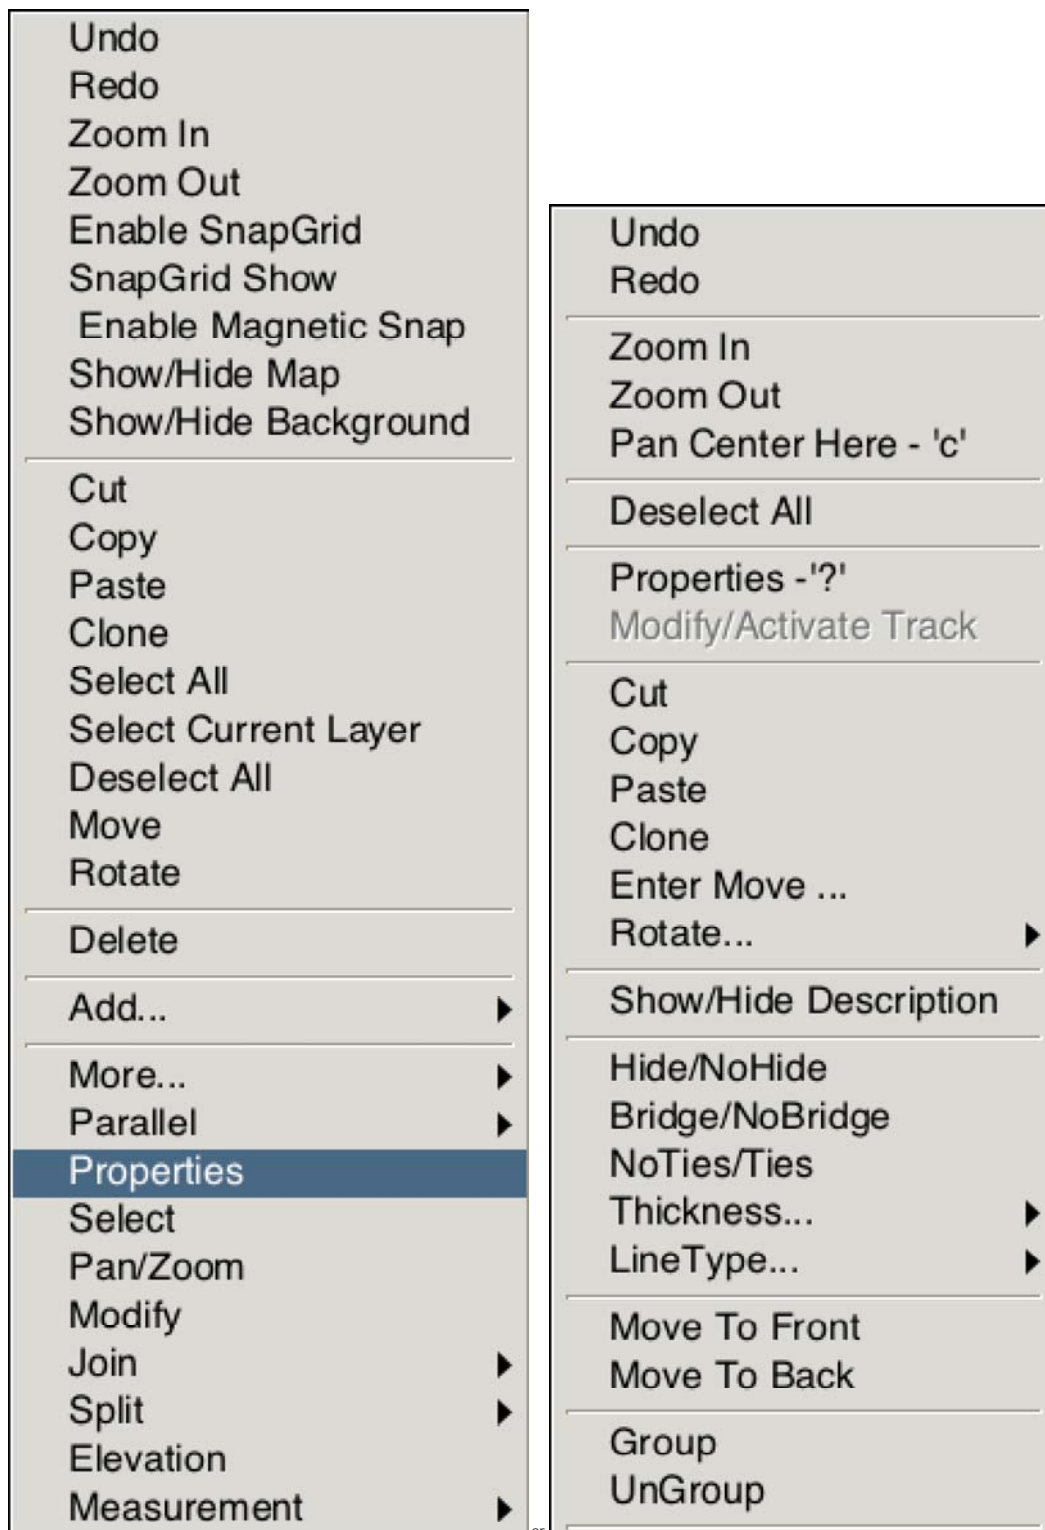 Undo
Redo
Zoom In
Zoom Out
Enable SnapGrid
SnapGrid Show
Enable Magnetic Snap
Show/Hide Map
Show/Hide Background
Cut
Copy
Paste
Clone
Select All
Select Current Layer
Deselect All
Move
Rotate
Delete
Add...
More...
Parallel
Properties
Select
Pan/Zoom
Modify
Join
Split
Elevation
Measurement
or
Undo
Redo
Zoom In
Zoom Out
Pan Center Here - 'c'
Deselect All
Properties -'?'
Modify/Activate Track
Cut
Copy
Paste
Clone
Enter Move ...
Rotate...
Show/Hide Description
Hide/NoHide
Bridge/NoBridge
NoTies/Ties
Thickness...
LineType...
Move To Front
Move To Back
Group
UnGroup